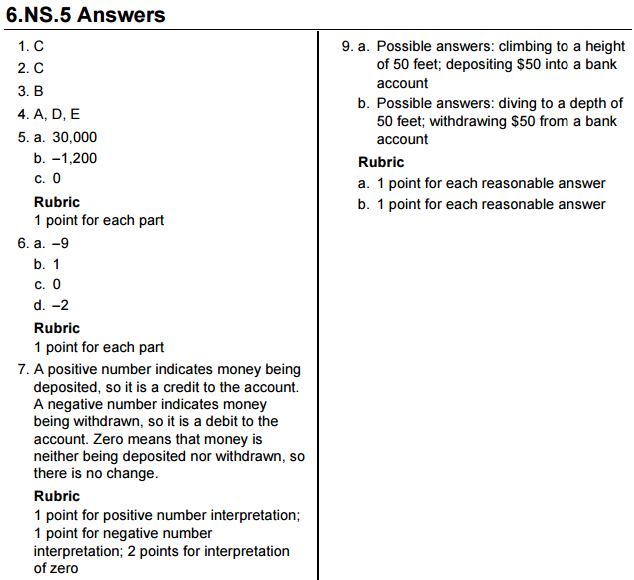 6.NS.5 Answers
1. C
2. C
3. B
4. A, D, E
5. a. 30,000
b. –1,200
c. 0
Rubric
1 point for each part
6. a. –9
b. 1
c. 0
d. –2
Rubric
1 point for each part
7. A positive number indicates money being
deposited, so it is a credit to the account.
A negative number indicates money
being withdrawn, so it is a debit to the
account. Zero means that money is
neither being deposited nor withdrawn, so
there is no change.
Rubric
1 point for positive number interpretation;
1 point for negative number
interpretation; 2 points for interpretation
of zero
9. a. Possible answers: climbing to a height
of 50 feet; depositing $50 into a bank
account
b. Possible answers: diving to a depth of
50 feet; withdrawing $50 from a bank
account
Rubric
a. 1 point for each reasonable answer
b. 1 point for each reasonable answer